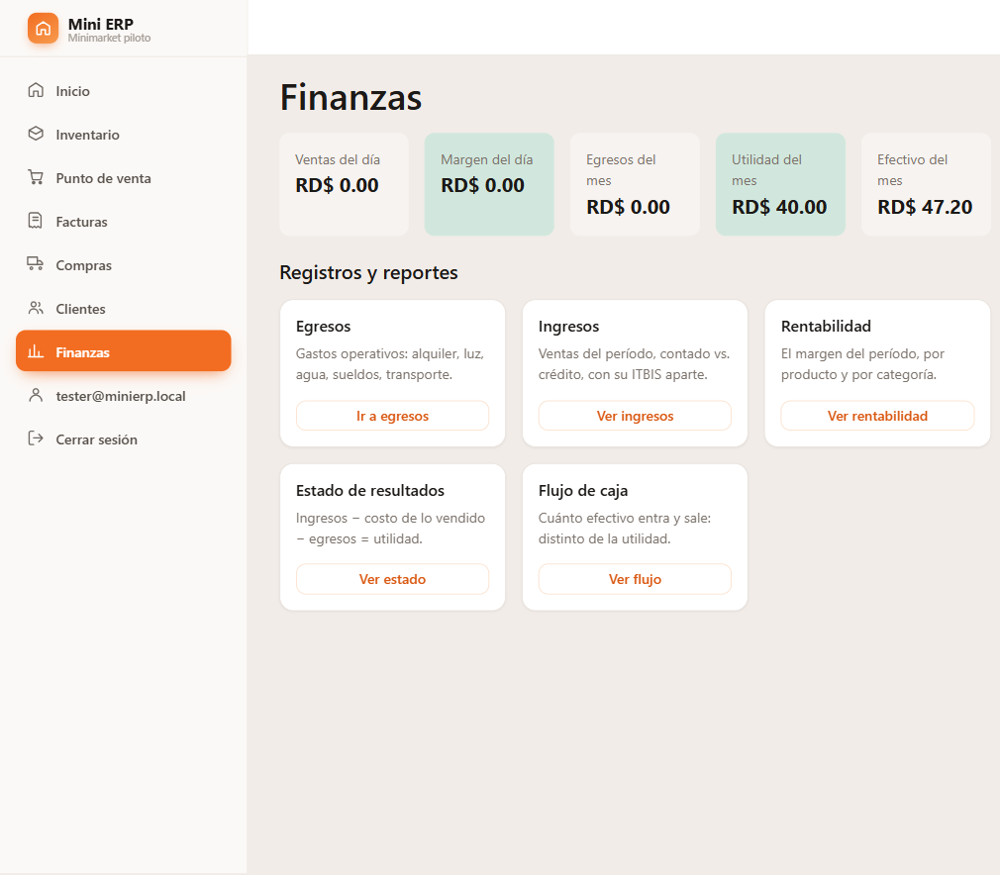 Mini ERP
Minimarket piloto
Inicio
Inventario
Punto de venta
Facturas
Compras
Clientes
Finanzas
tester@minierp.local
Cerrar sesión
Finanzas
Ventas del día
RD$ 0.00
Margen del día
RD$ 0.00
Egresos del
mes
RD$ 0.00
Utilidad del
mes
RD$ 40.00
Efectivo del
mes
RD$ 47.20
Registros y reportes
Egresos
Gastos operativos: alquiler, luz,
agua, sueldos, transporte.
Ir a egresos
Ingresos
Ventas del período, contado vs.
crédito, con su ITBIS aparte.
Ver ingresos
Rentabilidad
El margen del período, por
producto y por categoría.
Ver rentabilidad
Estado de resultados
Ingresos − costo de lo vendido
− egresos = utilidad.
Ver estado
Flujo de caja
Cuánto efectivo entra y sale:
distinto de la utilidad.
Ver flujo